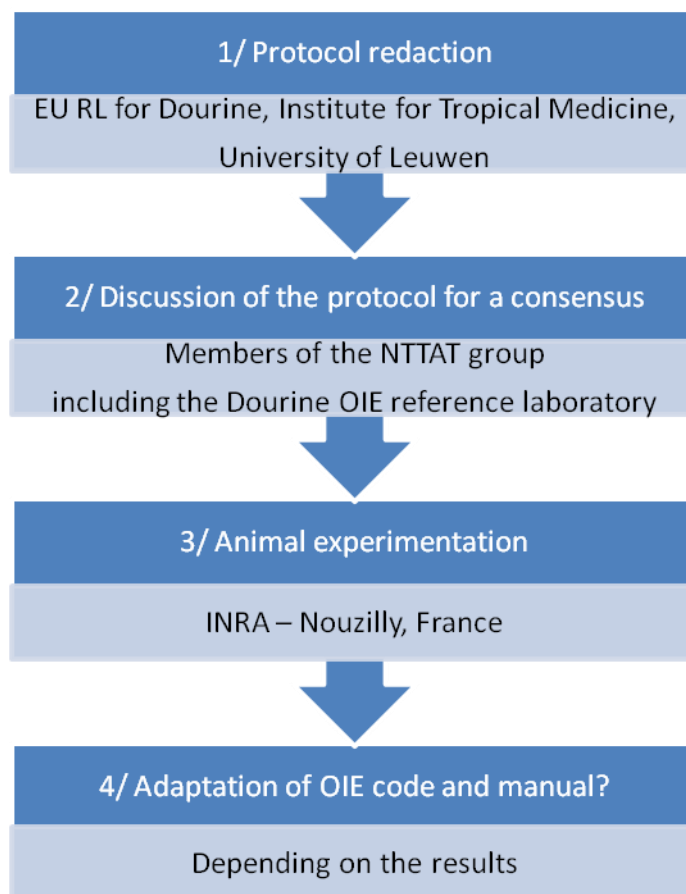 1/ Protocol redaction
EU RL for Dourine, Institute for Tropical Medicine,
University of Leuwen
2/ Discussion of the protocol for a consensus
Members of the NTTAT group
including the Dourine OIE reference laboratory
3/ Animal experimentation
INRA – Nouzilly, France
4/ Adaptation of OIE code and manual?
Depending on the results